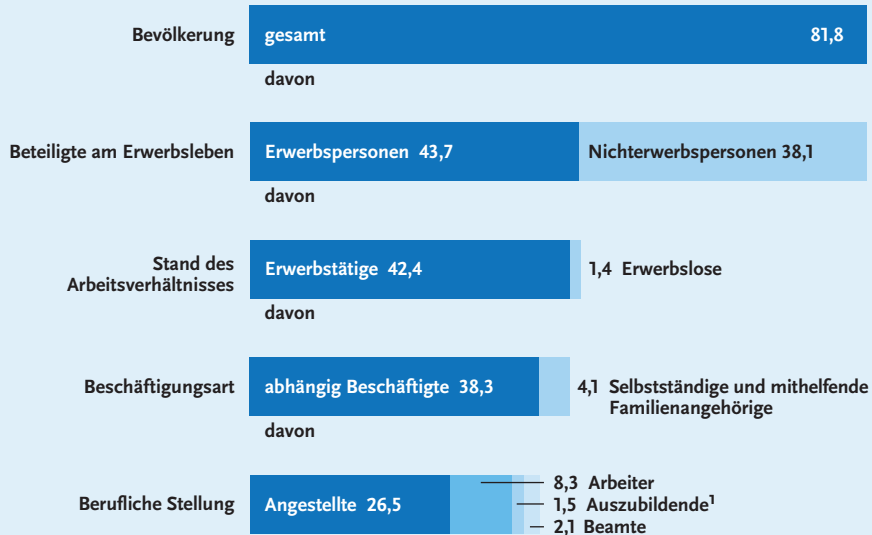 Bevölkerung gesamt 81,8
davon
Beteiligte am Erwerbsleben Erwerbspersonen 43,7 Nichterwerbspersonen 38,1
davon
Stand des
Arbeitsverhältnisses
Erwerbstätige 42,4 1,4 Erwerbslose
davon
Beschäftigungsart abhängig Beschäftigte 38,3 4,1 Selbstständige und mithelfende
Familienangehörige
davon
Berufliche Stellung Angestellte 26,5
8,3 Arbeiter
1,5 Auszubildende¹
2,1 Beamte